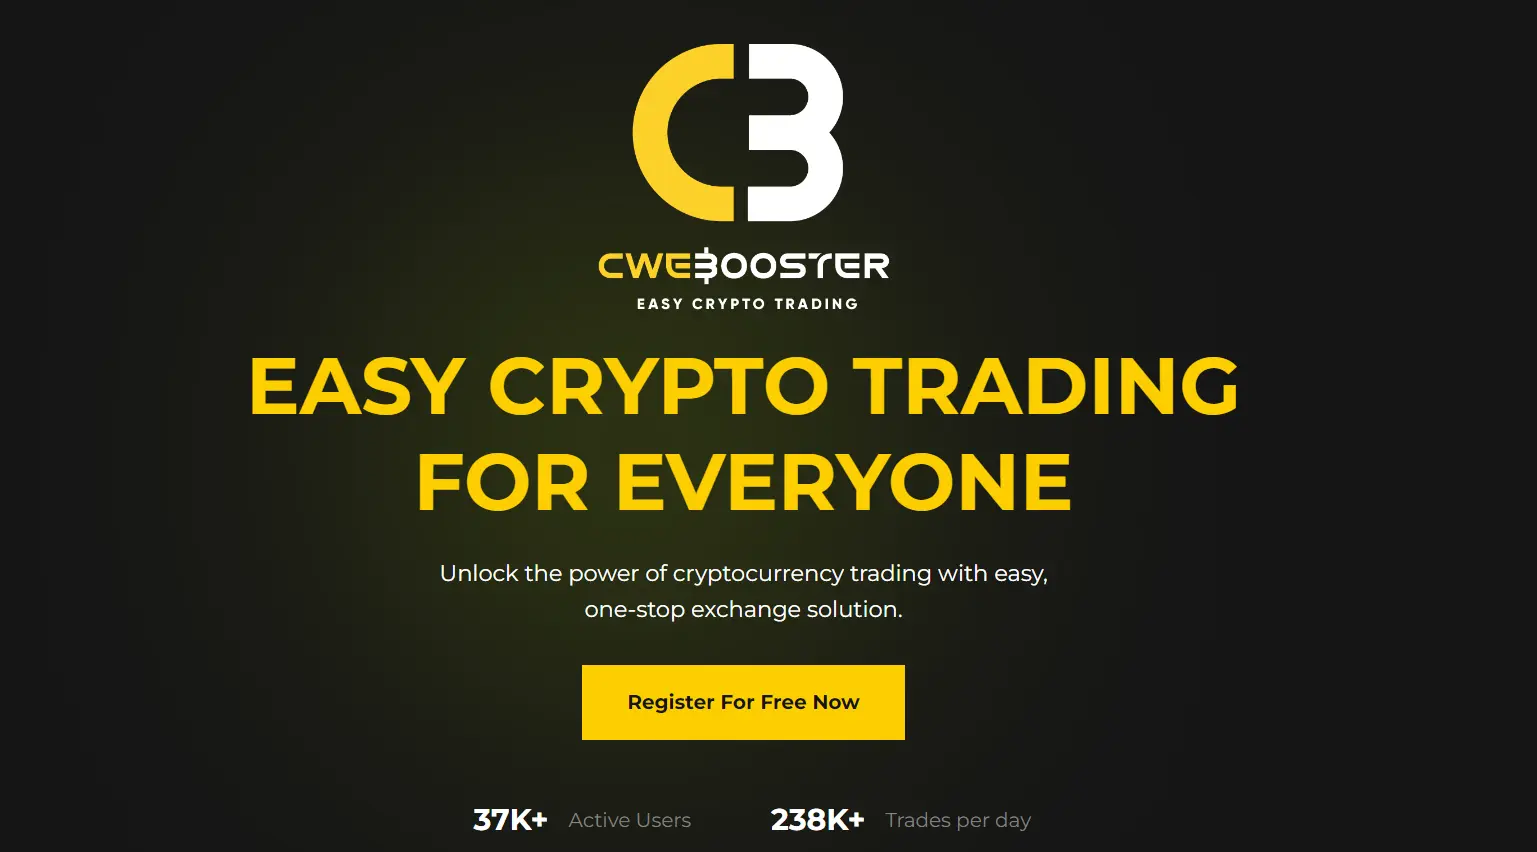 CB
CWEBOOSTER
EASY CRYPTO TRADING
EASY CRYPTO TRADING
FOR EVERYONE
Unlock the power of cryptocurrency trading with easy,
one-stop exchange solution.
Register For Free Now
37K+ Active Users 238K+ Trades per day